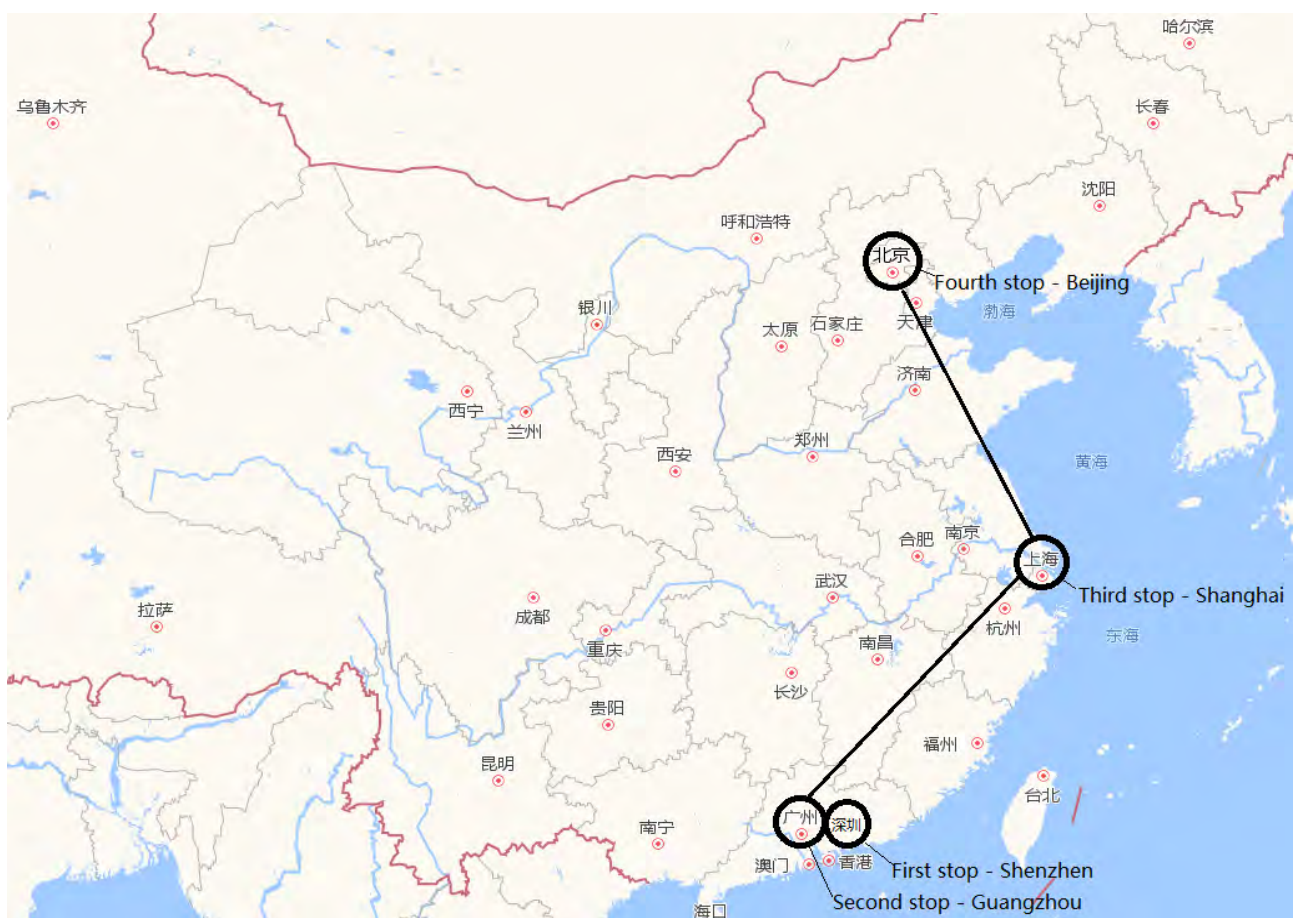 哈尔滨
乌鲁木齐
长春
沈阳
呼和浩特
北京
Fourth stop - Beijing
天津
渤海
银川
太原
石家庄
济南
西宁
兰州
郑州
西安
黄海
南京
合肥
上海
Third stop - Shanghai
武汉
拉萨
成都
杭州
东海
重庆
南昌
长沙
贵阳
福州
昆明
台北
广州
深圳
南宁
澳门
香港
First stop - Shenzhen
Second stop - Guangzhou
海口